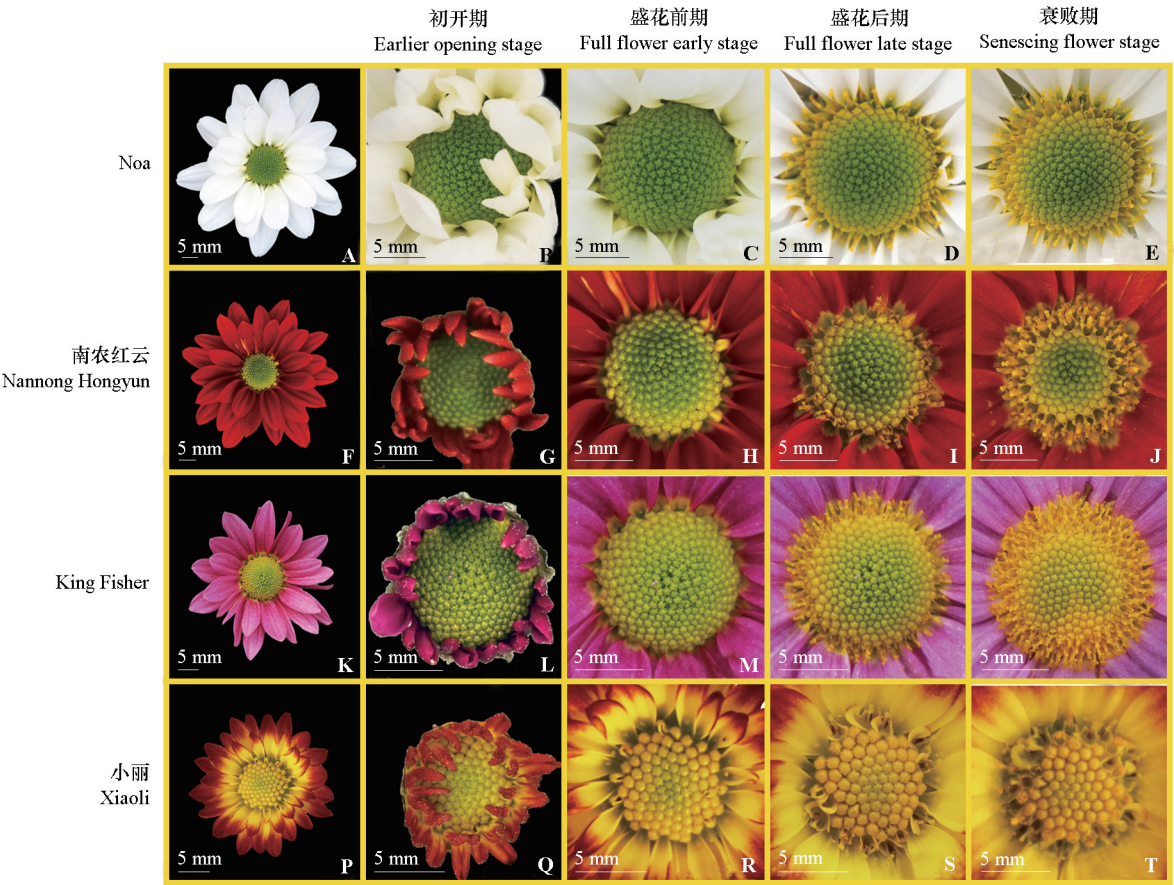 初开期
Earlier opening stage
盛花前期
Full flower early stage
盛花后期
Full flower late stage
衰败期
Senescing flower stage
Noa
5 mm A
5 mm B
5 mm C
5 mm D
5 mm E
南农红云
Nannong Hongyun
5 mm F
5 mm G
5 mm H
5 mm I
5 mm J
King Fisher
5 mm K
5 mm L
5 mm M
5 mm N
5 mm O
小丽
Xiaoli
5 mm P
5 mm Q
5 mm R
5 mm S
5 mm T